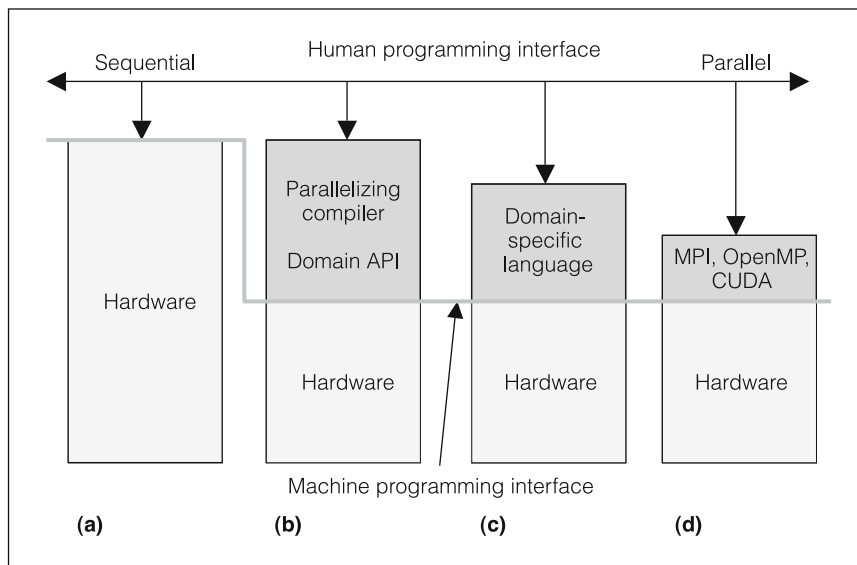 Human programming interface
Sequential
Parallel
Hardware
Parallelizing
compiler
Domain API
Hardware
Domain-
specific
language
Hardware
MPI, OpenMP,
CUDA
Hardware
Machine programming interface
(a)
(b)
(c)
(d)